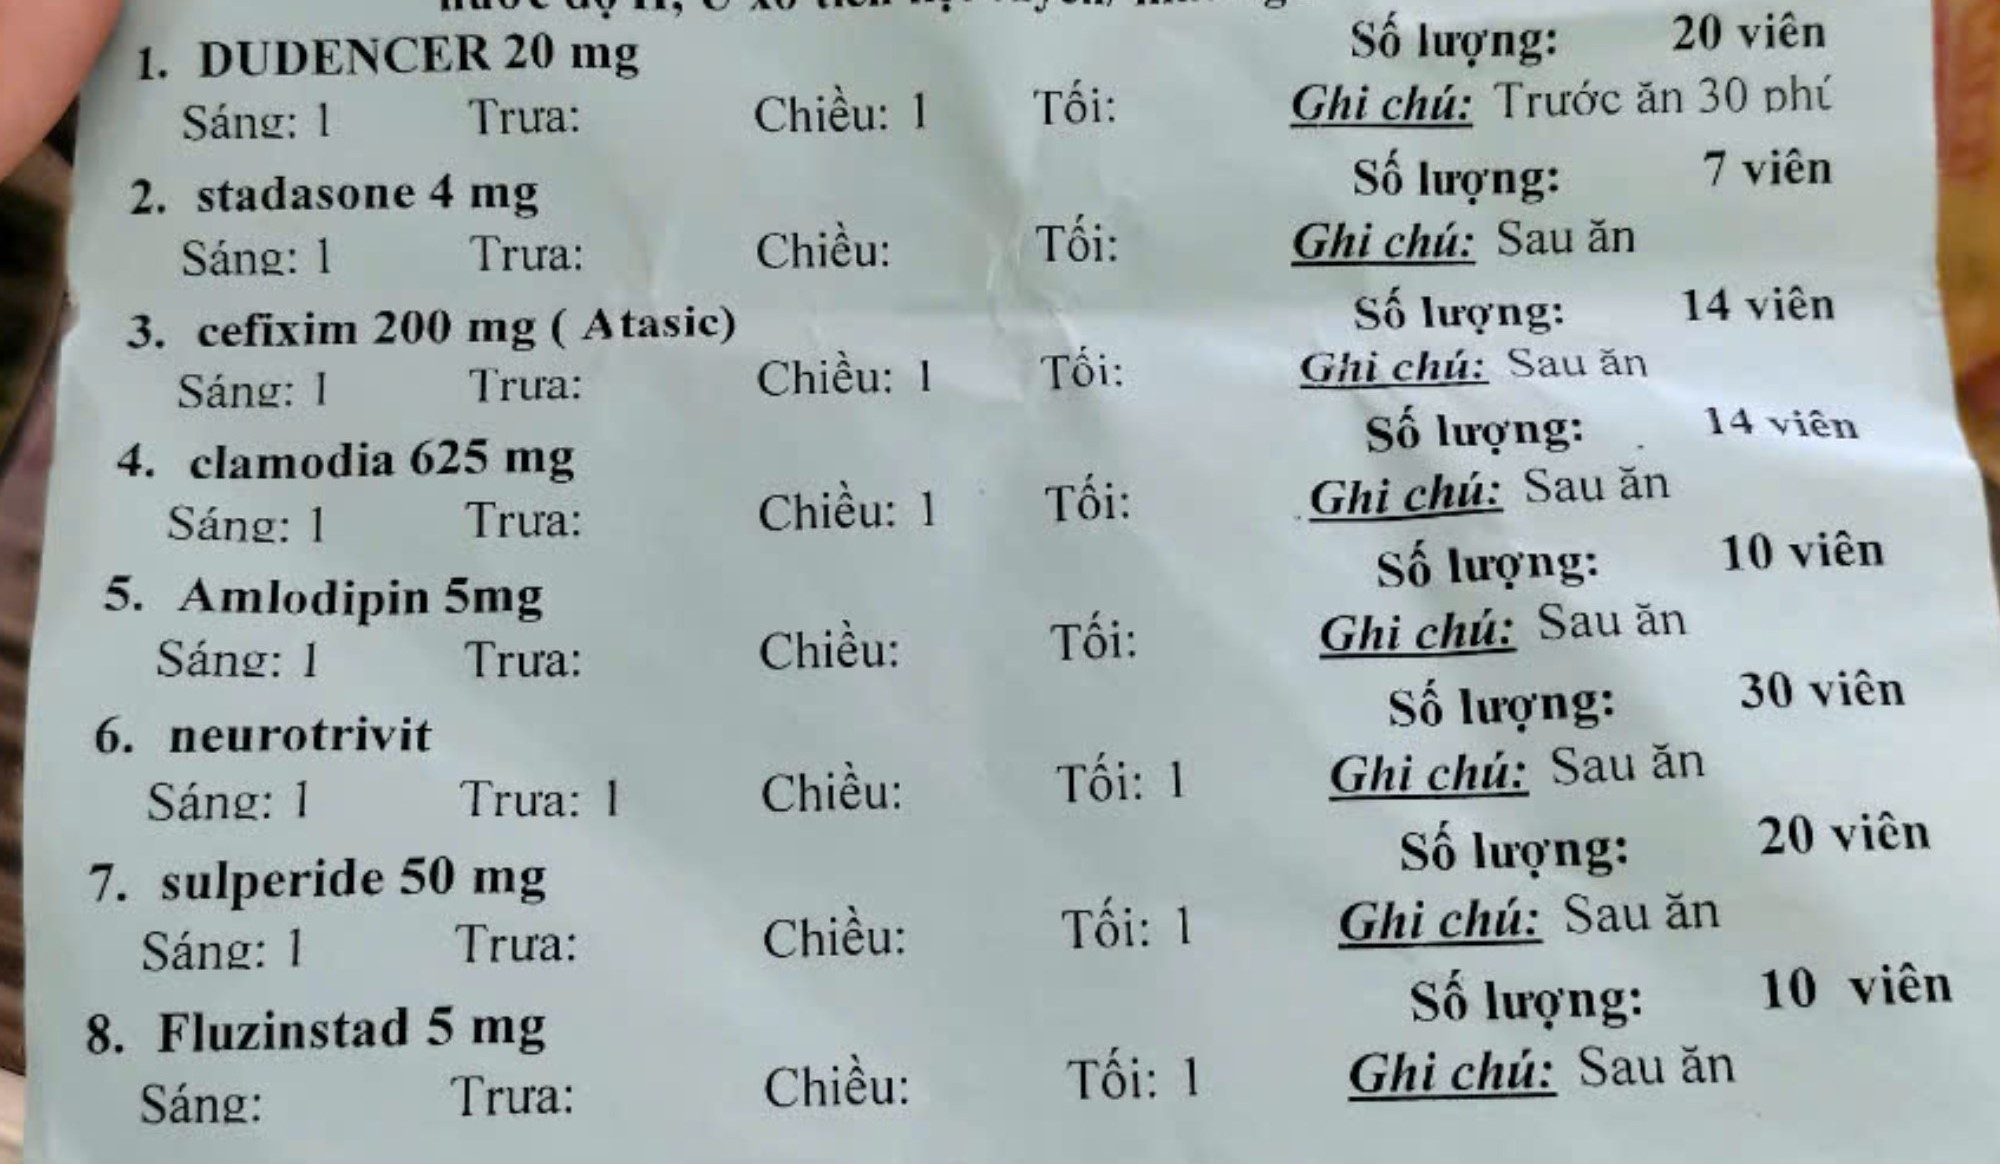 1. DUDENCER 20 mg Số lượng: 20 viên
Sáng: 1 Trưa: Chiều: 1 Tối: Ghi chú: Trước ăn 30 phú
2. stadasone 4 mg Số lượng: 7 viên
Sáng: 1 Trưa: Chiều: Tối: Ghi chú: Sau ăn
3. cefixim 200 mg ( Atasic) Số lượng: 14 viên
Sáng: 1 Trưa: Chiều: 1 Tối: Ghi chú: Sau ăn
4. clamodia 625 mg Số lượng: 14 viên
Sáng: 1 Trưa: Chiều: 1 Tối: Ghi chú: Sau ăn
5. Amlodipin 5mg Số lượng: 10 viên
Sáng: 1 Trưa: Chiều: Tối: Ghi chú: Sau ăn
6. neurotrivit Số lượng: 30 viên
Sáng: 1 Trưa: 1 Chiều: Tối: 1 Ghi chú: Sau ăn
7. sulperide 50 mg Số lượng: 20 viên
Sáng: 1 Trưa: Chiều: Tối: 1 Ghi chú: Sau ăn
8. Fluzinstad 5 mg Số lượng: 10 viên
Sáng: Trưa: Chiều: Tối: 1 Ghi chú: Sau ăn